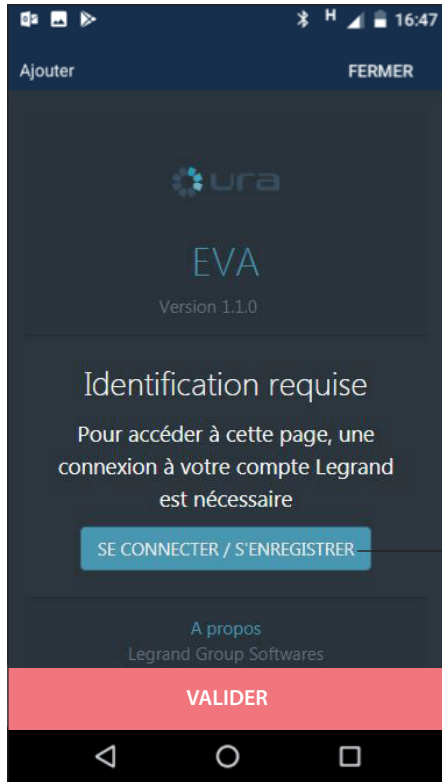 H 16:47
Ajouter FERMER
ura
EVA
Version 1.1.0
Identification requise
Pour accéder à cette page, une
connexion à votre compte Legrand
est nécessaire
SE CONNECTER / S'ENREGISTRER
A propos
Legrand Group Softwares
VALIDER